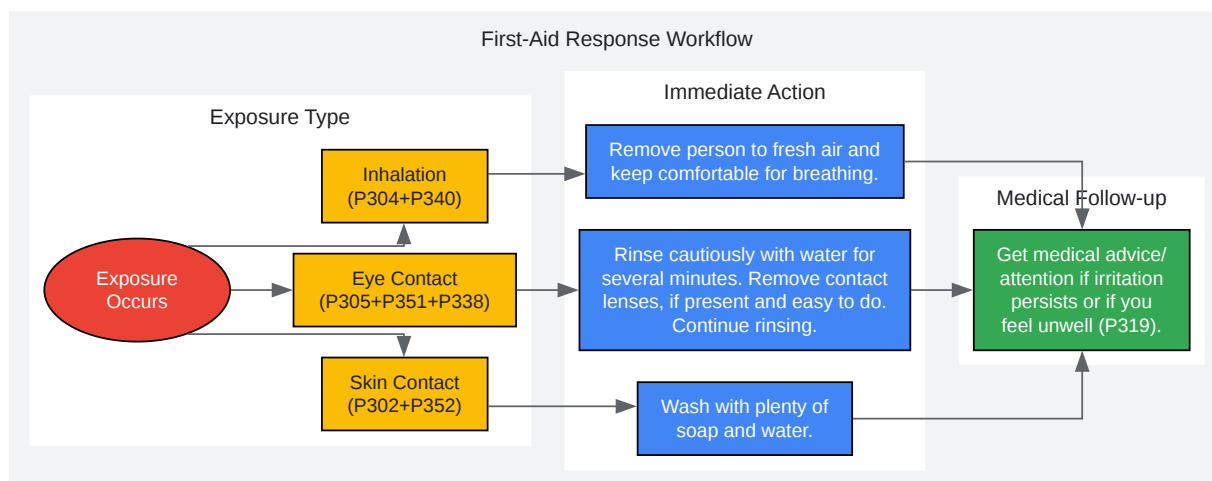 First-Aid Response Workflow
Exposure Type
Immediate Action
Medical Follow-up
Exposure
Occurs
Inhalation
(P304+P340)
Remove person to fresh air and
keep comfortable for breathing.
Eye Contact
(P305+P351+P338)
Rinse cautiously with water for
several minutes. Remove contact
lenses, if present and easy to do.
Continue rinsing.
Skin Contact
(P302+P352)
Wash with plenty of
soap and water.
Get medical advice/
attention if irritation
persists or if you
feel unwell (P319).